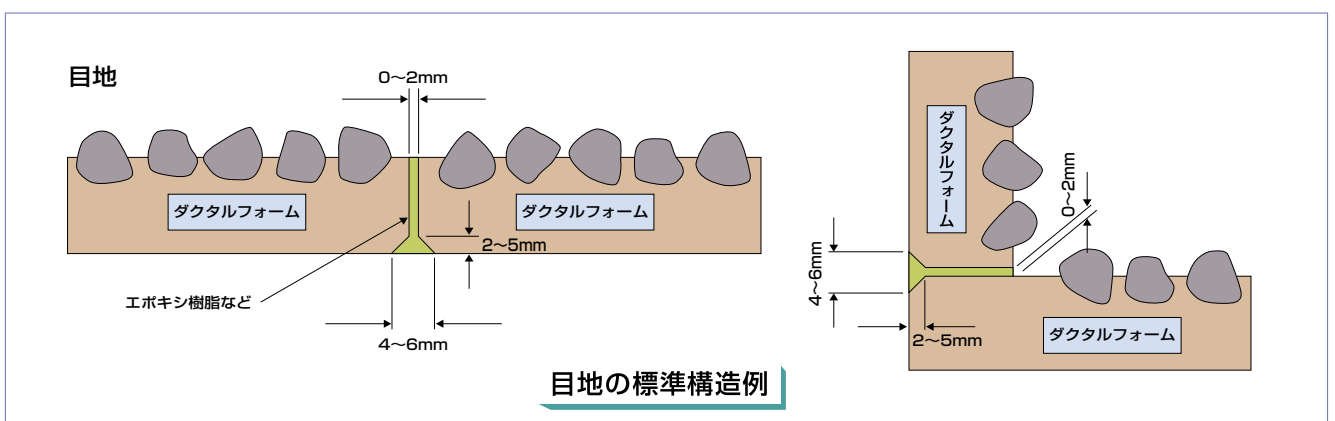 目地
0～2mm
ダクタルフォーム
ダクタルフォーム
2～5mm
エポキシ樹脂など
4～6mm
ダクタルフォーム
0～2mm
4～6mm
2～5mm
ダクタルフォーム
目地の標準構造例